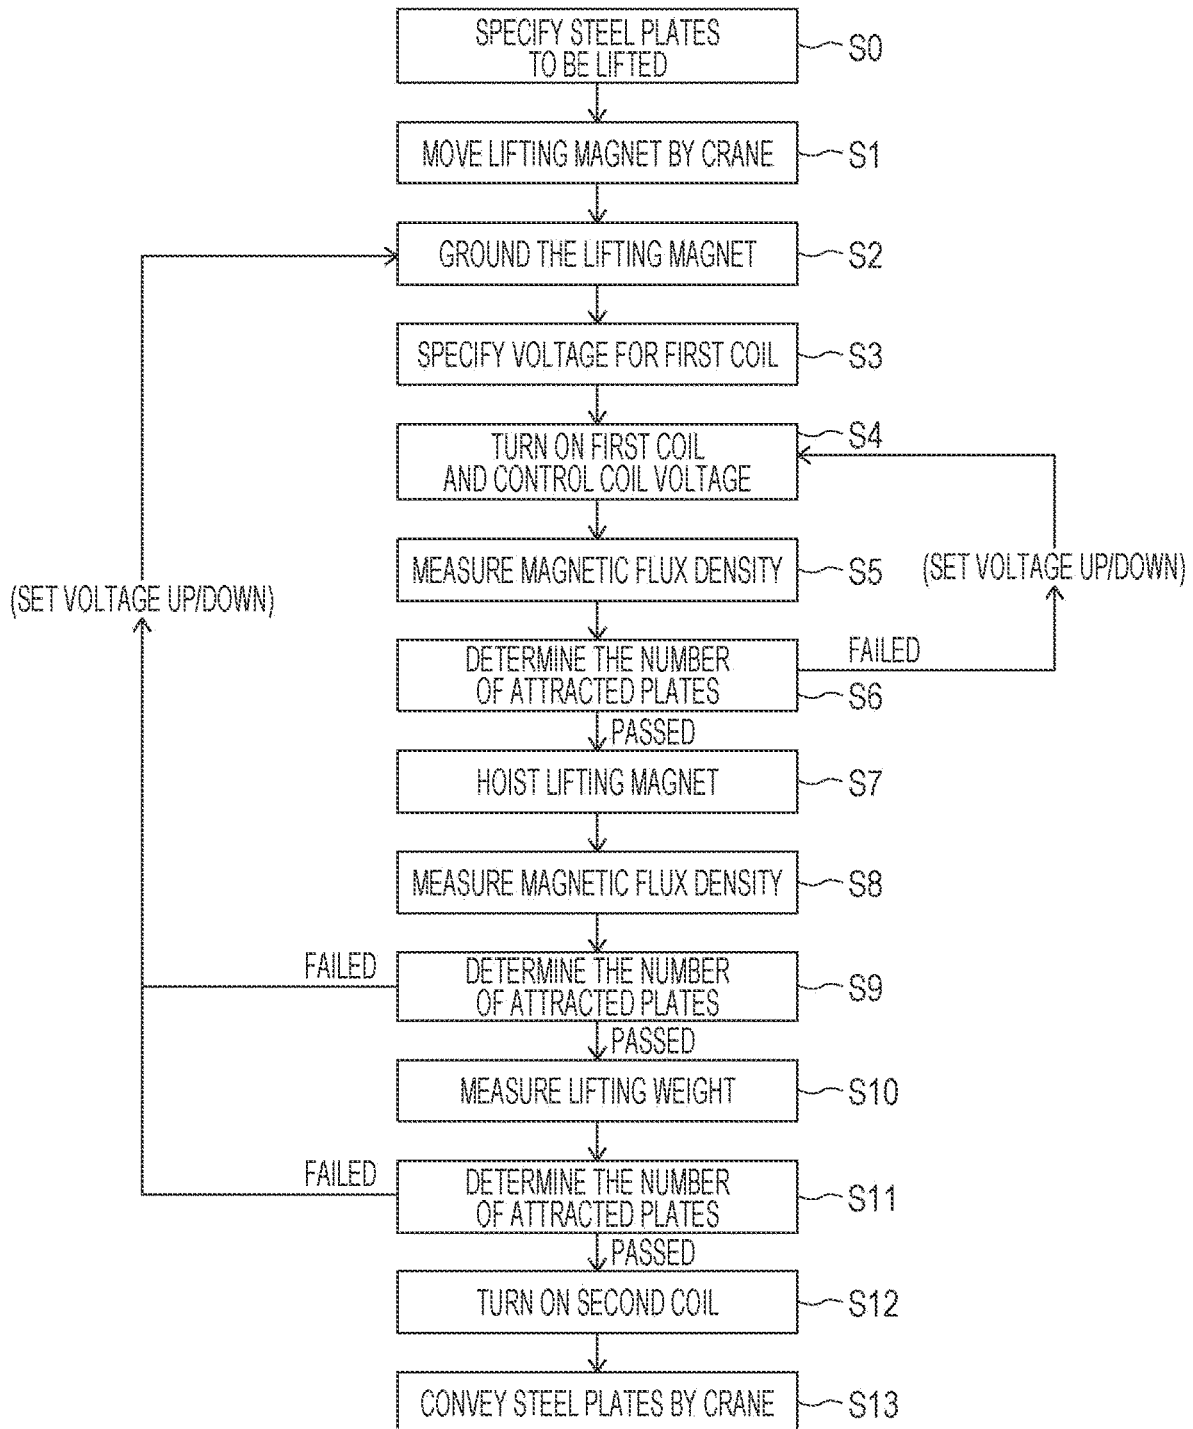 SPECIFY STEEL PLATES
TO BE LIFTED
S0
MOVE LIFTING MAGNET BY CRANE
S1
GROUND THE LIFTING MAGNET
S2
SPECIFY VOLTAGE FOR FIRST COIL
S3
TURN ON FIRST COIL
AND CONTROL COIL VOLTAGE
S4
MEASURE MAGNETIC FLUX DENSITY
S5
(SET VOLTAGE UP/DOWN)
(SET VOLTAGE UP/DOWN)
DETERMINE THE NUMBER
OF ATTRACTED PLATES
S6
FAILED
PASSED
HOIST LIFTING MAGNET
S7
MEASURE MAGNETIC FLUX DENSITY
S8
FAILED
DETERMINE THE NUMBER
OF ATTRACTED PLATES
S9
PASSED
MEASURE LIFTING WEIGHT
S10
FAILED
DETERMINE THE NUMBER
OF ATTRACTED PLATES
S11
PASSED
TURN ON SECOND COIL
S12
CONVEY STEEL PLATES BY CRANE
S13